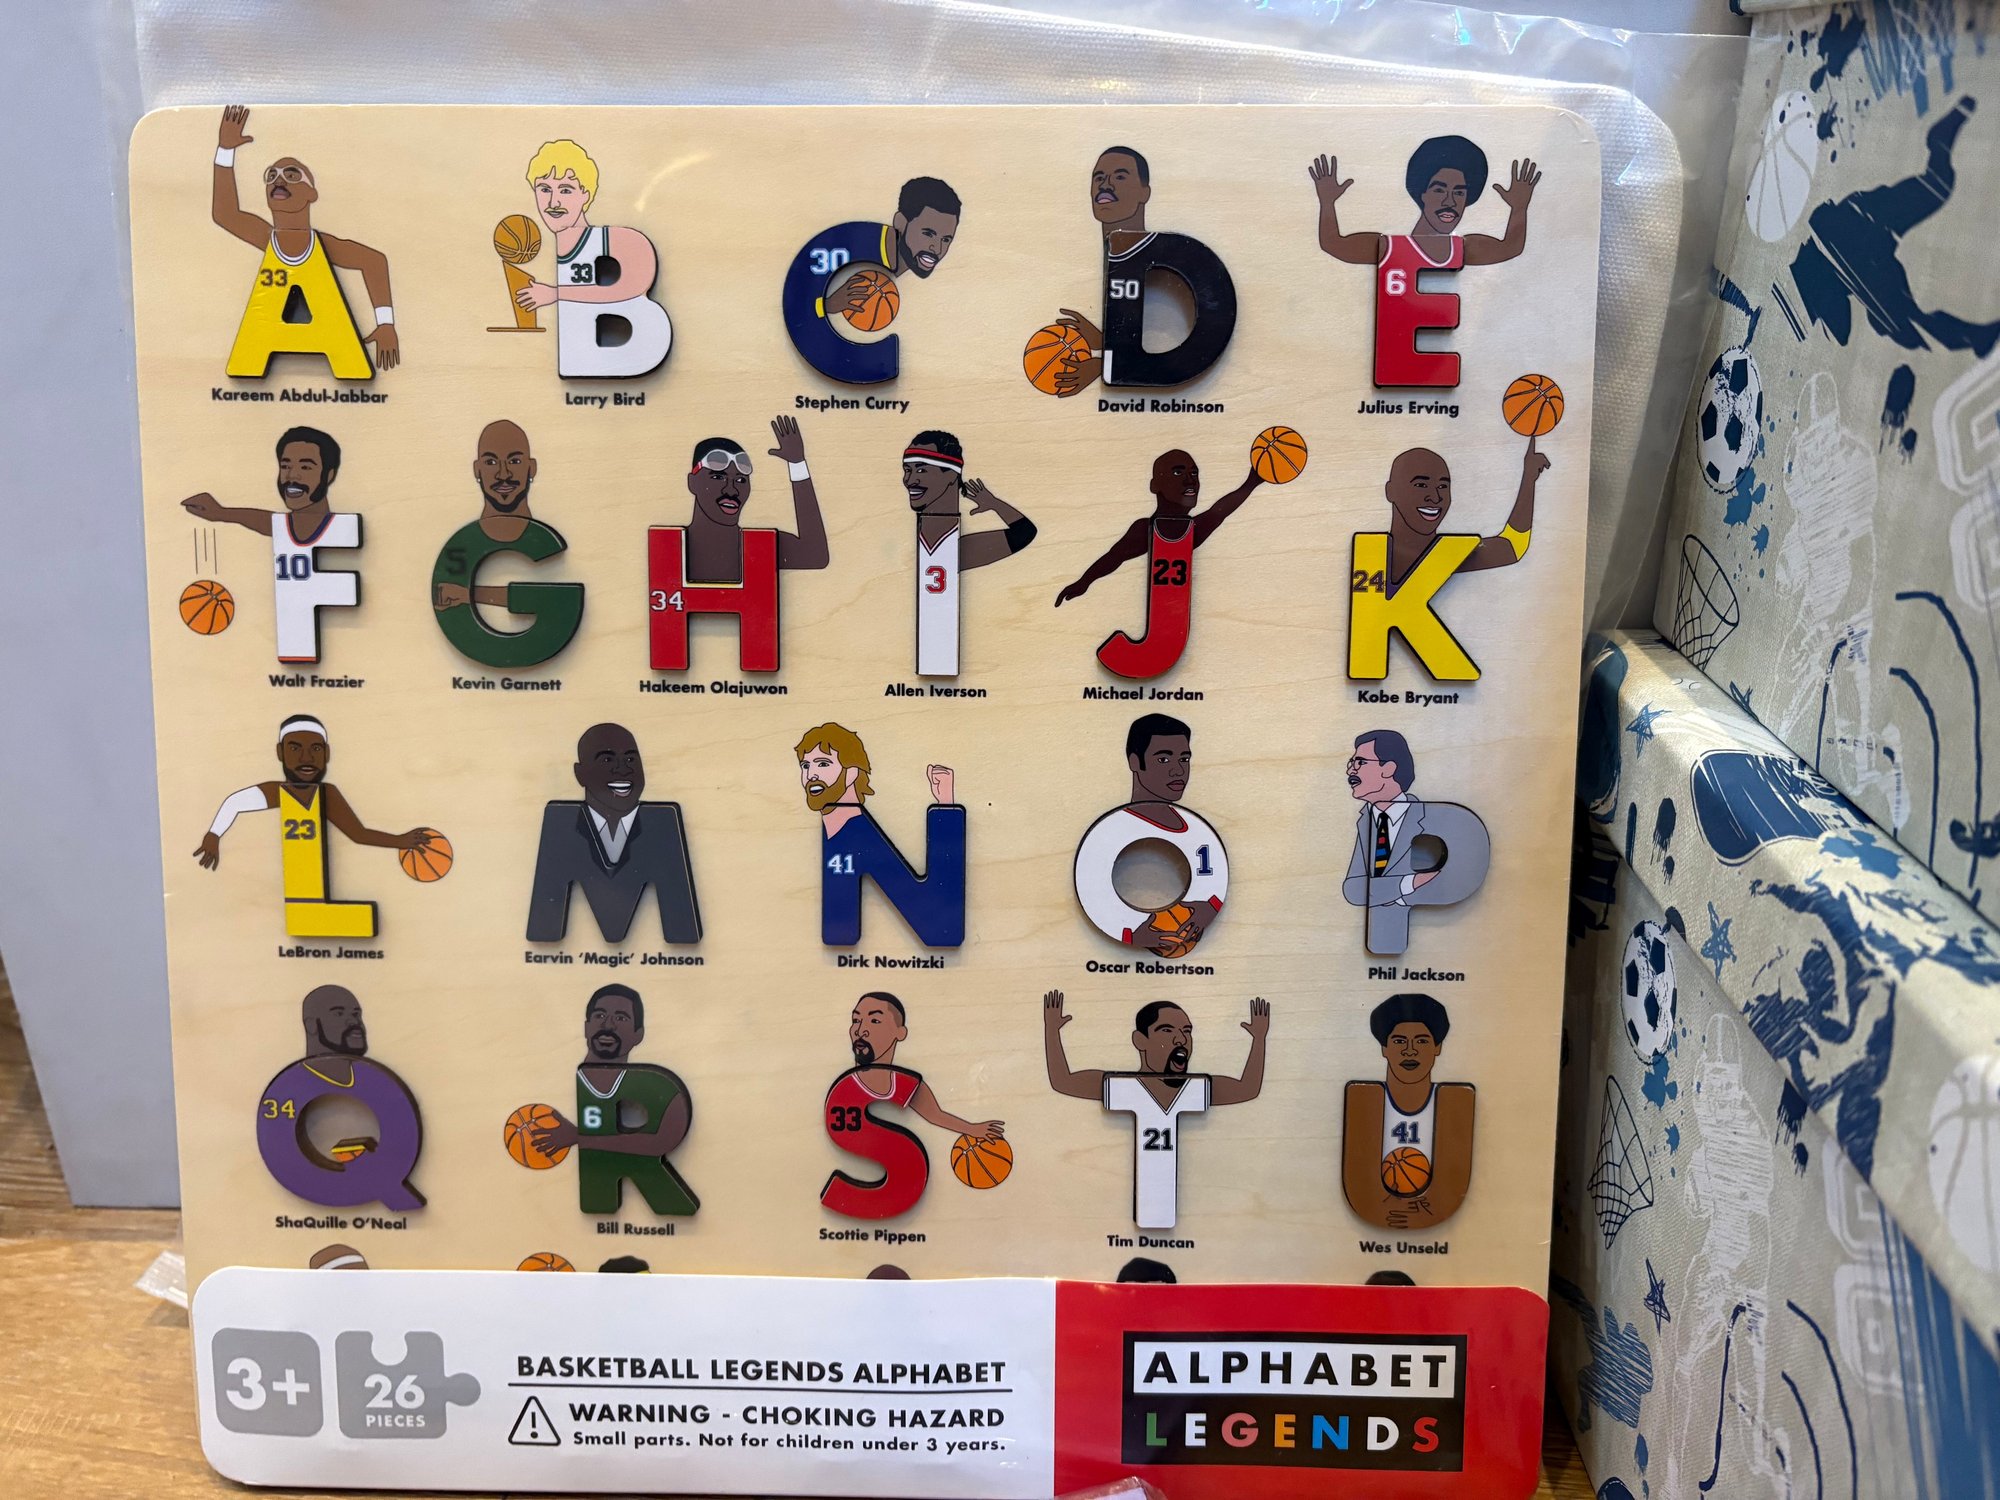 33
Kareem Abdul-Jabbar
33
Larry Bird
30
Stephen Curry
50
David Robinson
6
Julius Erving
10
Walt Frazier
5
Kevin Garnett
34
Hakeem Olajuwon
3
Allen Iverson
23
Michael Jordan
24
Kobe Bryant
23
LeBron James
Earvin ‘Magic’ Johnson
41
Dirk Nowitzki
1
Oscar Robertson
Phil Jackson
34
ShaQuille O’Neal
6
Bill Russell
33
Scottie Pippen
21
Tim Duncan
41
Wes Unseld
3+
26
PIECES
BASKETBALL LEGENDS ALPHABET
WARNING - CHOKING HAZARD
Small parts. Not for children under 3 years.
ALPHABET
LEGENDS